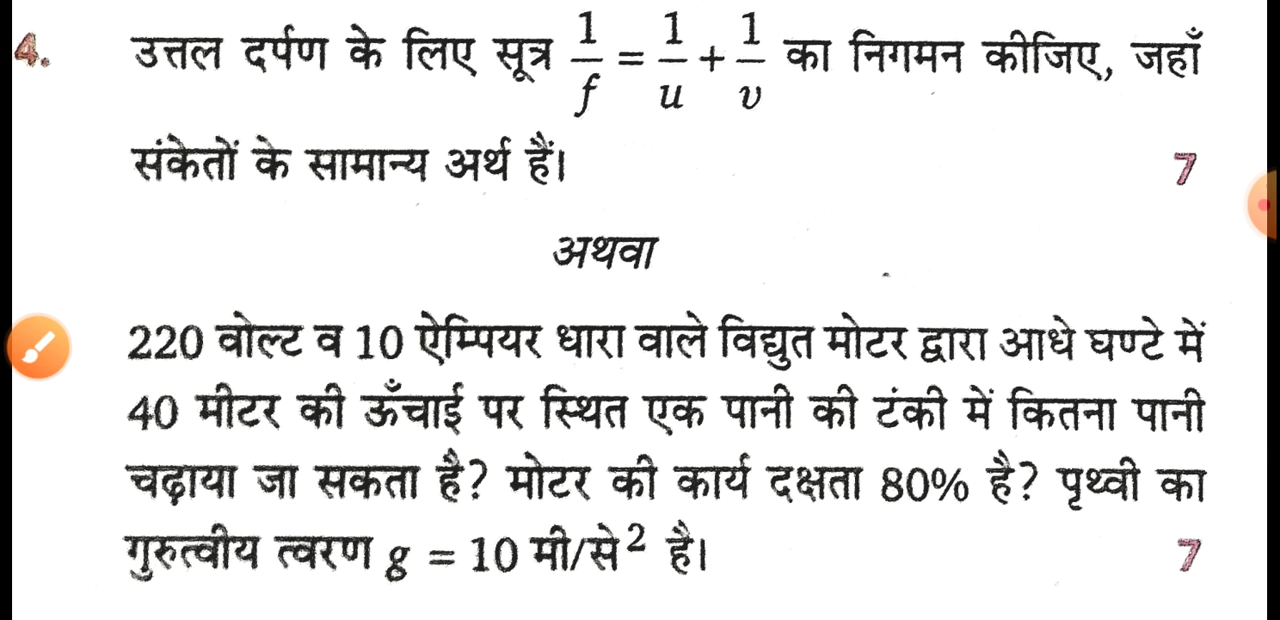 4. उत्तल दर्पण के लिए सूत्र 1/f = 1/u + 1/v का निगमन कीजिए, जहाँ
संकेतों के सामान्य अर्थ हैं। 7
अथवा
220 वोल्ट व 10 ऐम्पियर धारा वाले विद्युत मोटर द्वारा आधे घण्टे में
40 मीटर की ऊँचाई पर स्थित एक पानी की टंकी में कितना पानी
चढ़ाया जा सकता है? मोटर की कार्य दक्षता 80% है? पृथ्वी का
गुरुत्वीय त्वरण g = 10 मी/से² है। 7